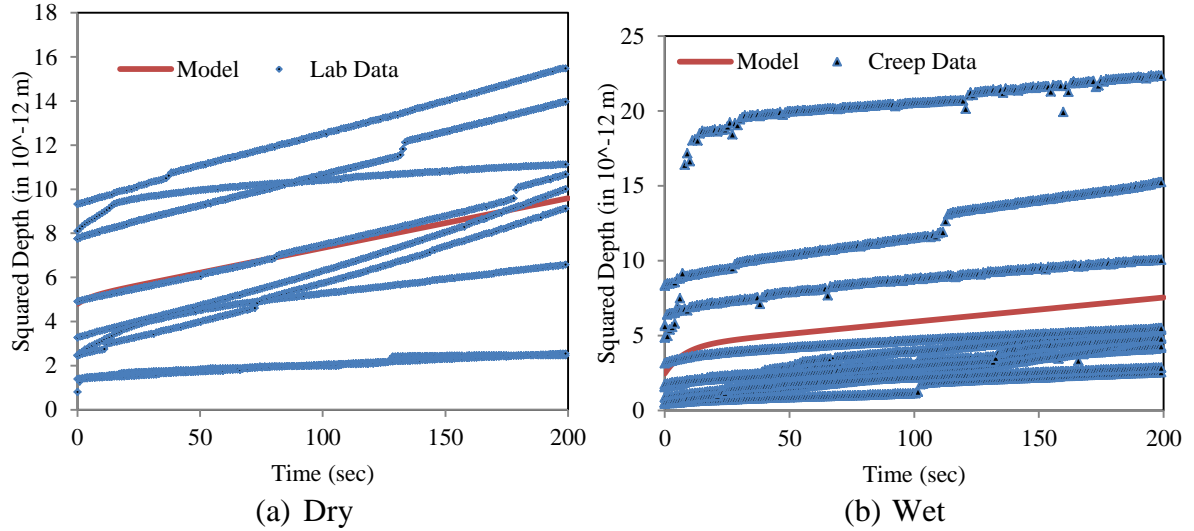 18
16
14
12
10
8
6
4
2
0
Squared Depth (in 10^-12 m)
Model
Lab Data
0
50
100
150
200
Time (sec)
(a) Dry
25
20
15
10
5
0
Squared Depth (in 10^-12 m)
Model
Creep Data
0
50
100
150
200
Time (sec)
(b) Wet